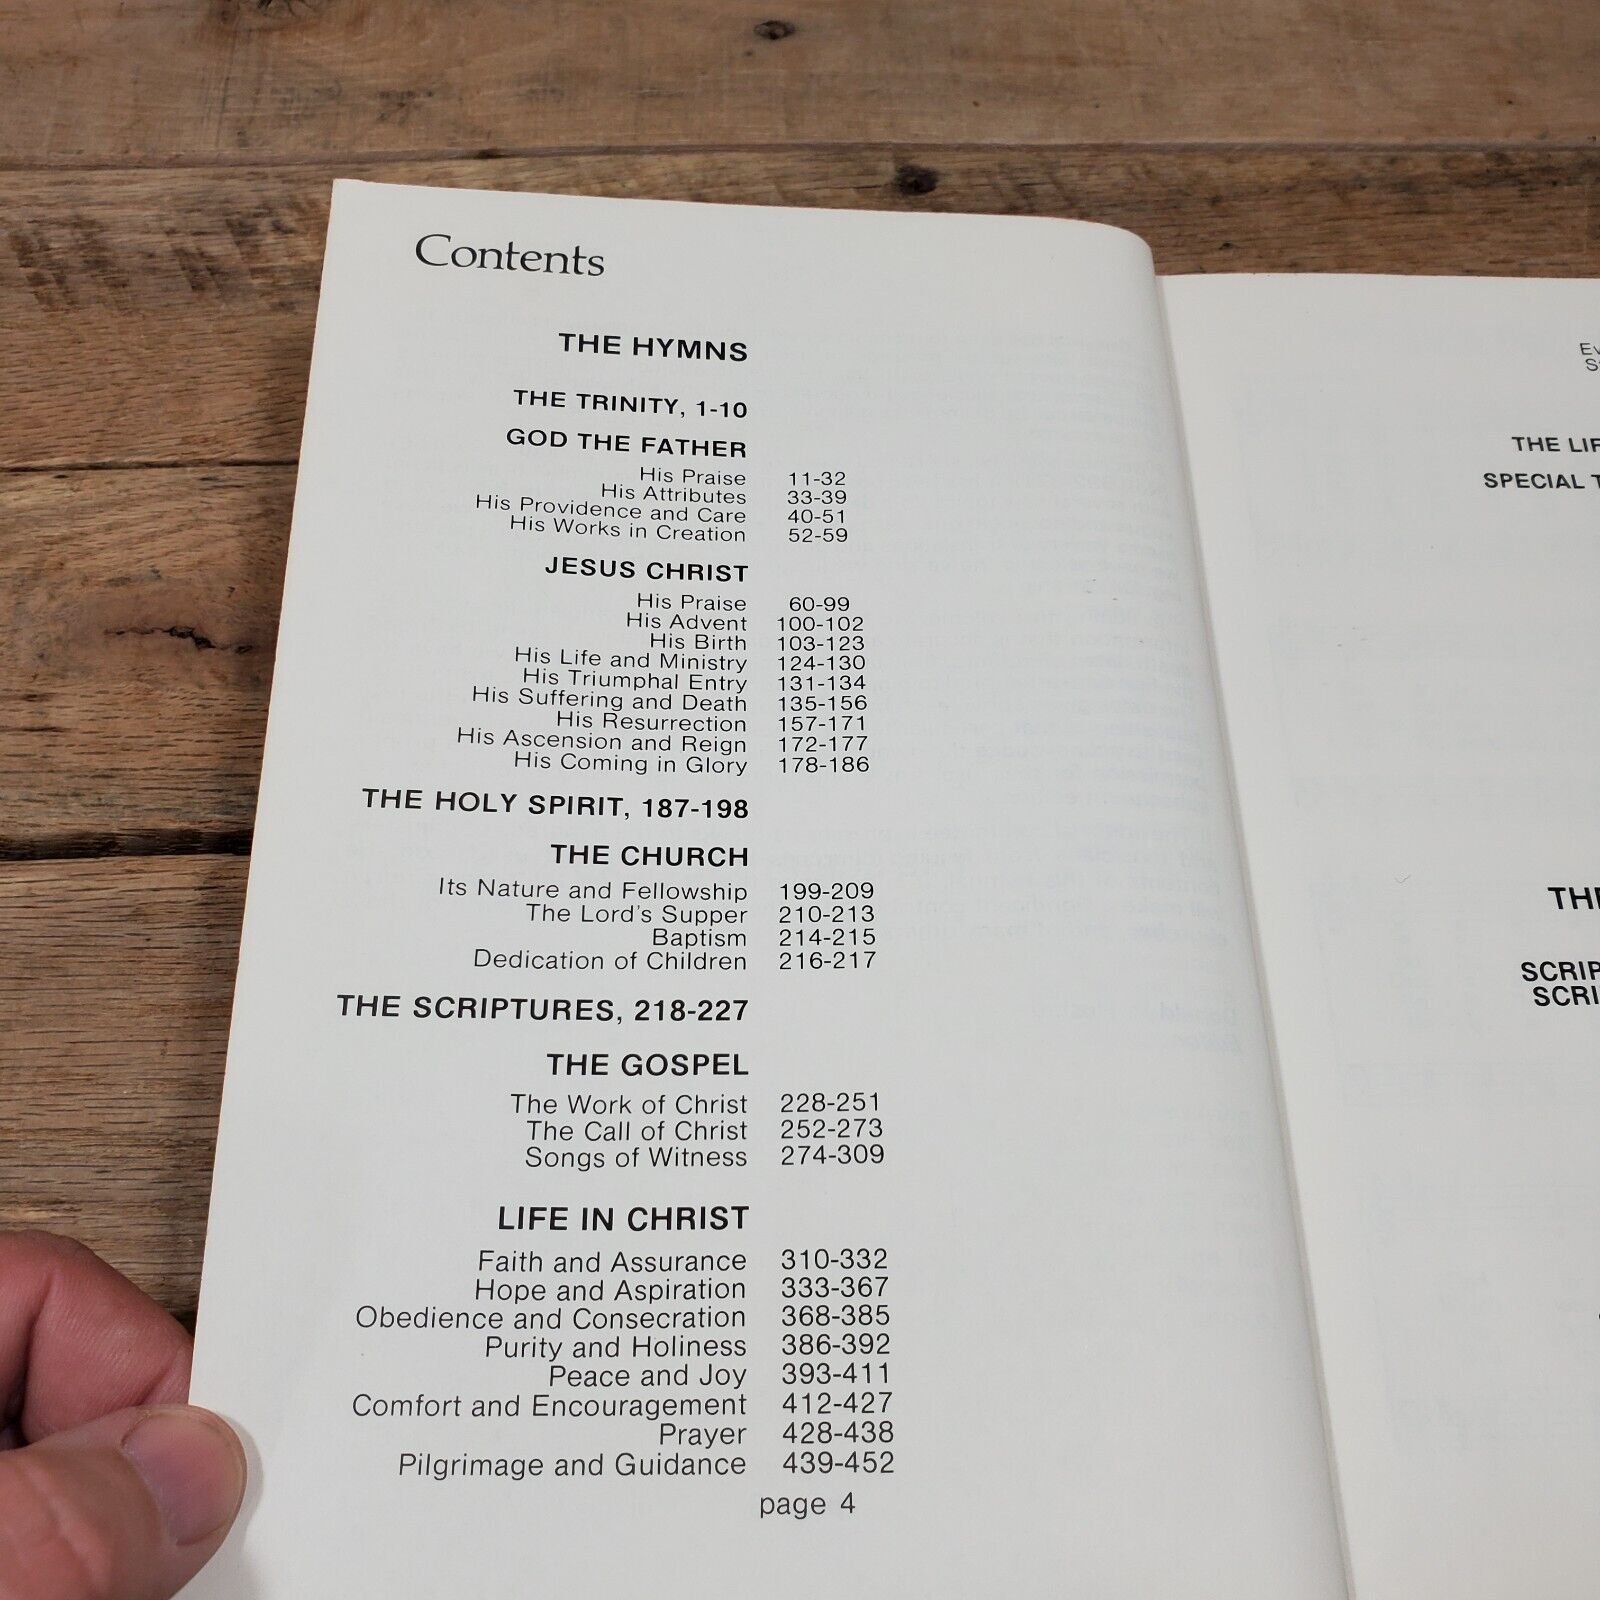 Contents
THE HYMNS
THE TRINITY, 1-10
GOD THE FATHER
His Praise 11-32
His Attributes 33-39
His Providence and Care 40-51
His Works in Creation 52-59
JESUS CHRIST
His Praise 60-99
His Advent 100-102
His Birth 103-123
His Life and Ministry 124-130
His Triumphal Entry 131-134
His Suffering and Death 135-156
His Resurrection 157-171
His Ascension and Reign 172-177
His Coming in Glory 178-186
THE HOLY SPIRIT, 187-198
THE CHURCH
Its Nature and Fellowship 199-209
The Lord's Supper 210-213
Baptism 214-215
Dedication of Children 216-217
THE SCRIPTURES, 218-227
THE GOSPEL
The Work of Christ 228-251
The Call of Christ 252-273
Songs of Witness 274-309
LIFE IN CHRIST
Faith and Assurance 310-332
Hope and Aspiration 333-367
Obedience and Consecration 368-385
Purity and Holiness 386-392
Peace and Joy 393-411
Comfort and Encouragement 412-427
Prayer 428-438
Pilgrimage and Guidance 439-452
page 4
THE LIF
SPECIAL T
THE
SCRIP
SCRI